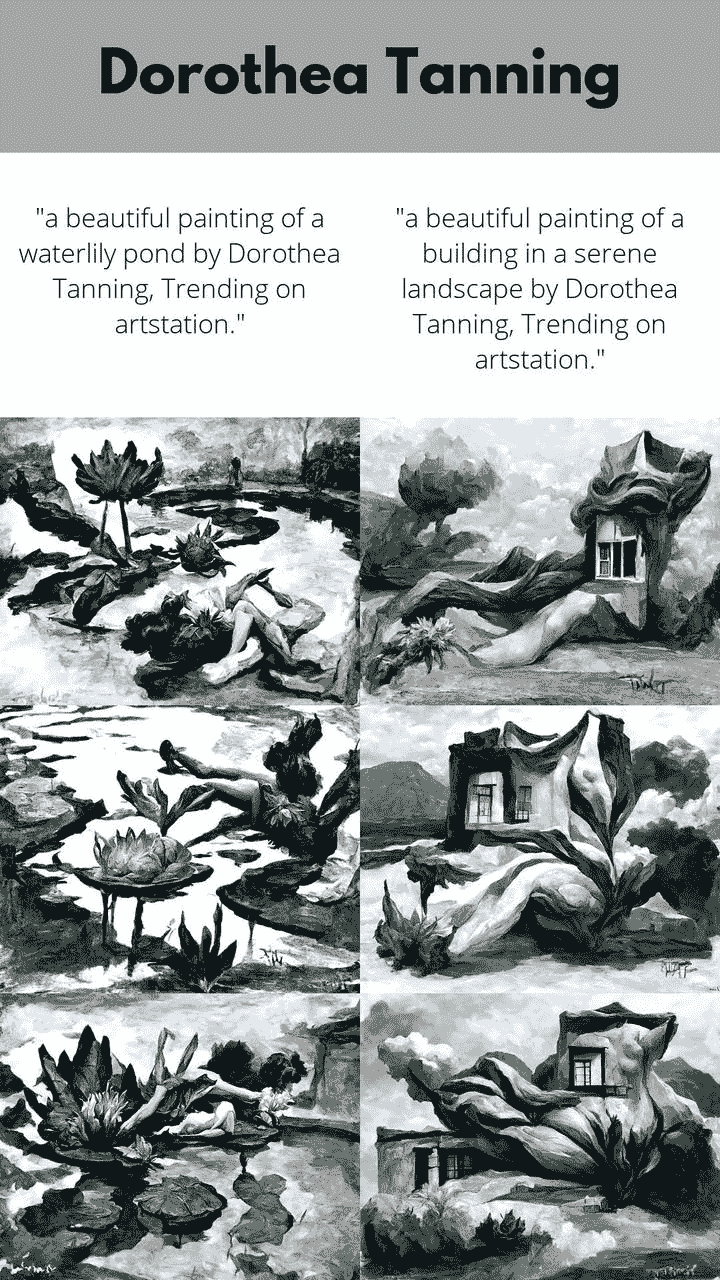 Dorothea Tanning
"a beautiful painting of a
waterlily pond by Dorothea
Tanning, Trending on
artstation."
"a beautiful painting of a
building in a serene
landscape by Dorothea
Tanning, Trending on
artstation."